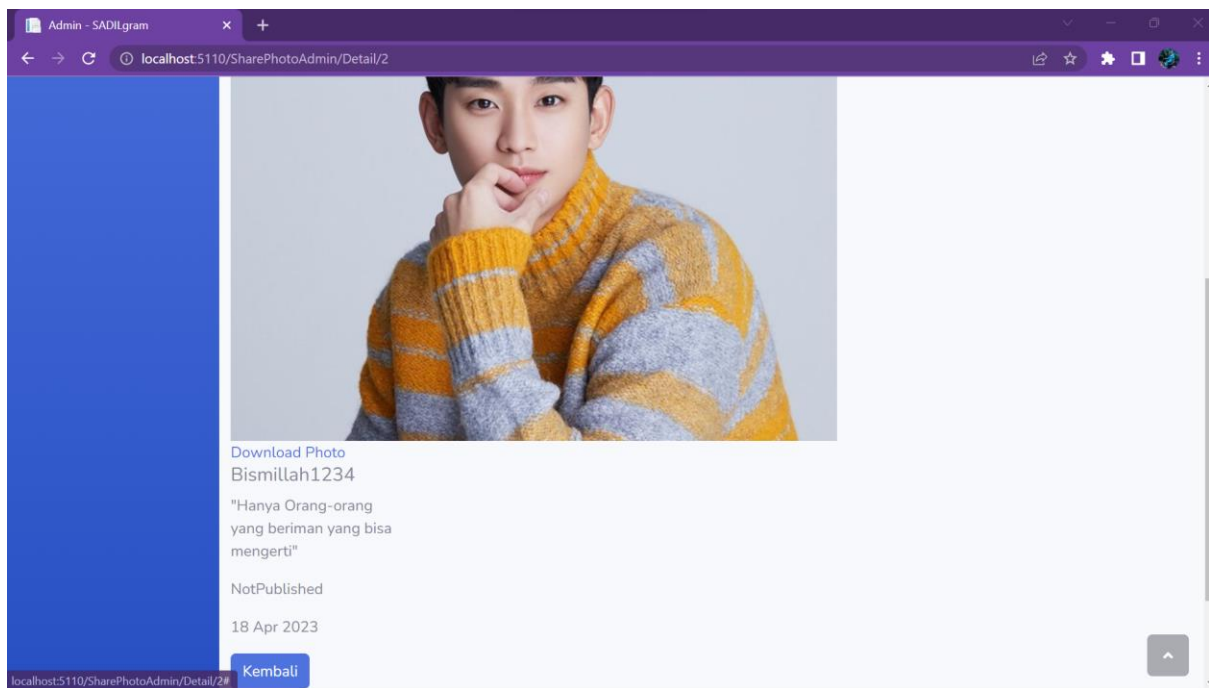 Admin - SADILgram
localhost:5110/SharePhotoAdmin/Detail/2
Download Photo
Bismillah1234
"Hanya Orang-orang
yang beriman yang bisa
mengerti"
NotPublished
18 Apr 2023
Kembali
localhost:5110/SharePhotoAdmin/Detail/2#